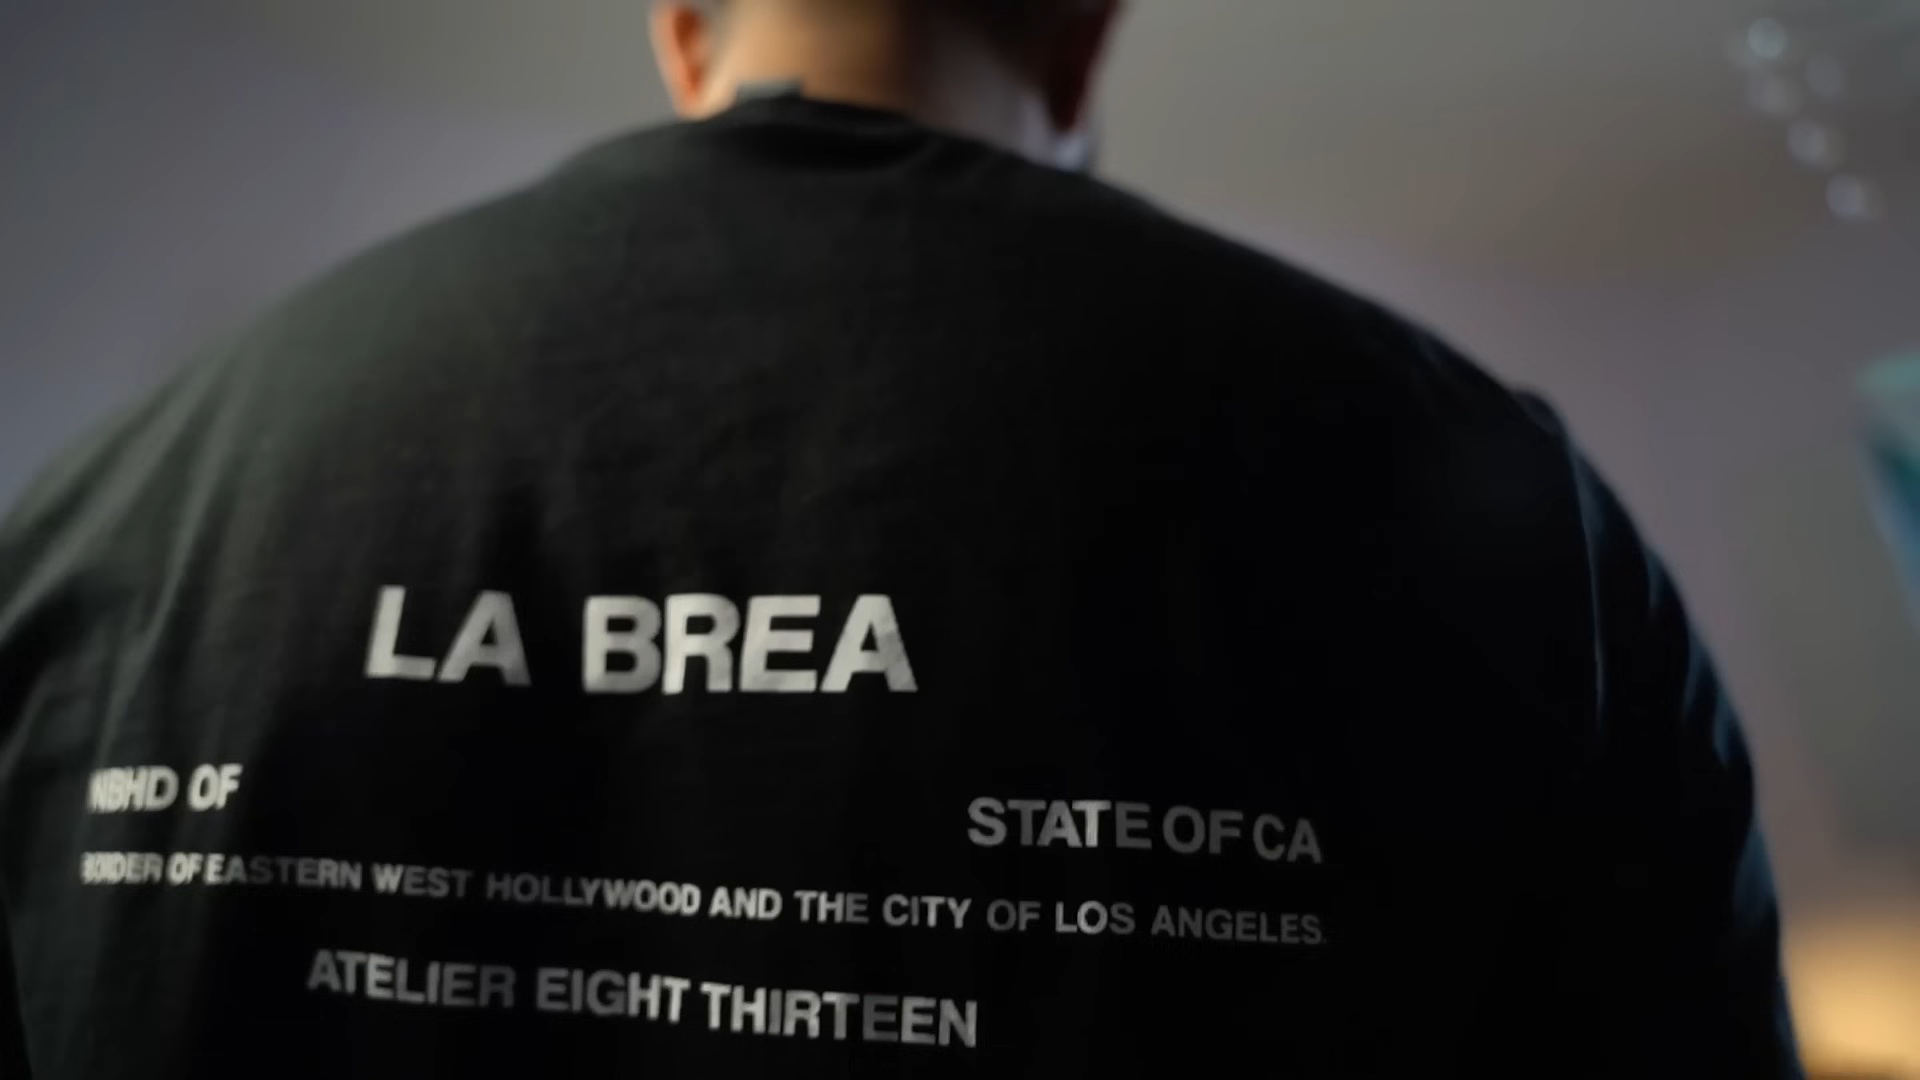 LA BREA
NBHD OF STATE OF CA
BORDER OF EASTERN WEST HOLLYWOOD AND THE CITY OF LOS ANGELES.
ATELIER EIGHT THIRTEEN